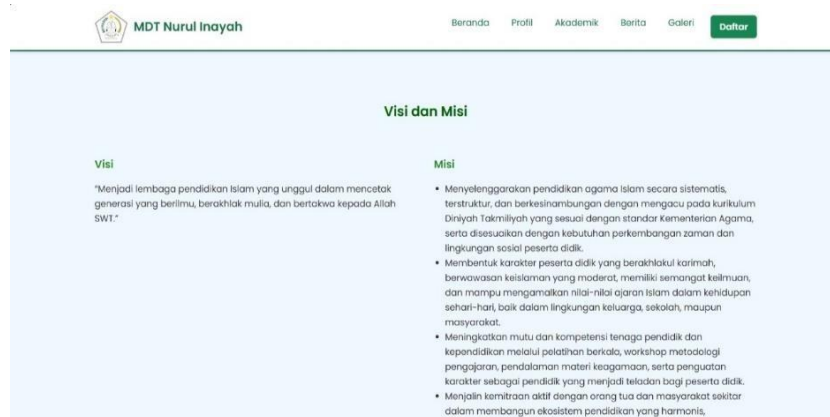 MDT Nurul Inayah
Beranda Profil Akademik Berita Galeri Daftar
Visi dan Misi
Visi
"Menjadi lembaga pendidikan Islam yang unggul dalam mencetak
generasi yang berilmu, berakhlak mulia, dan bertakwa kepada Allah
SWT."
Misi
• Menyelenggarakan pendidikan agama Islam secara sistematis,
terstruktur, dan berkesinambungan dengan mengacu pada kurikulum
Diniyah Takmiliyah yang sesuai dengan standar Kementerian Agama,
serta disesuaikan dengan kebutuhan perkembangan zaman dan
lingkungan sosial peserta didik.
• Membentuk karakter peserta didik yang berakhlakul karimah,
berwawasan keislaman yang moderat, memiliki semangat keilmuan,
dan mampu mengamalkan nilai-nilai ajaran Islam dalam kehidupan
sehari-hari, baik dalam lingkungan keluarga, sekolah, maupun
masyarakat.
• Meningkatkan mutu dan kompetensi tenaga pendidik dan
kependidikan melalui pelatihan berkala, workshop metodologi
pengajaran, pendalaman materi keagamaan, serta penguatan
karakter sebagai pendidik yang menjadi teladan bagi peserta didik.
• Menjalin kemitraan aktif dengan orang tua dan masyarakat sekitar
dalam membangun ekosistem pendidikan yang harmonis,